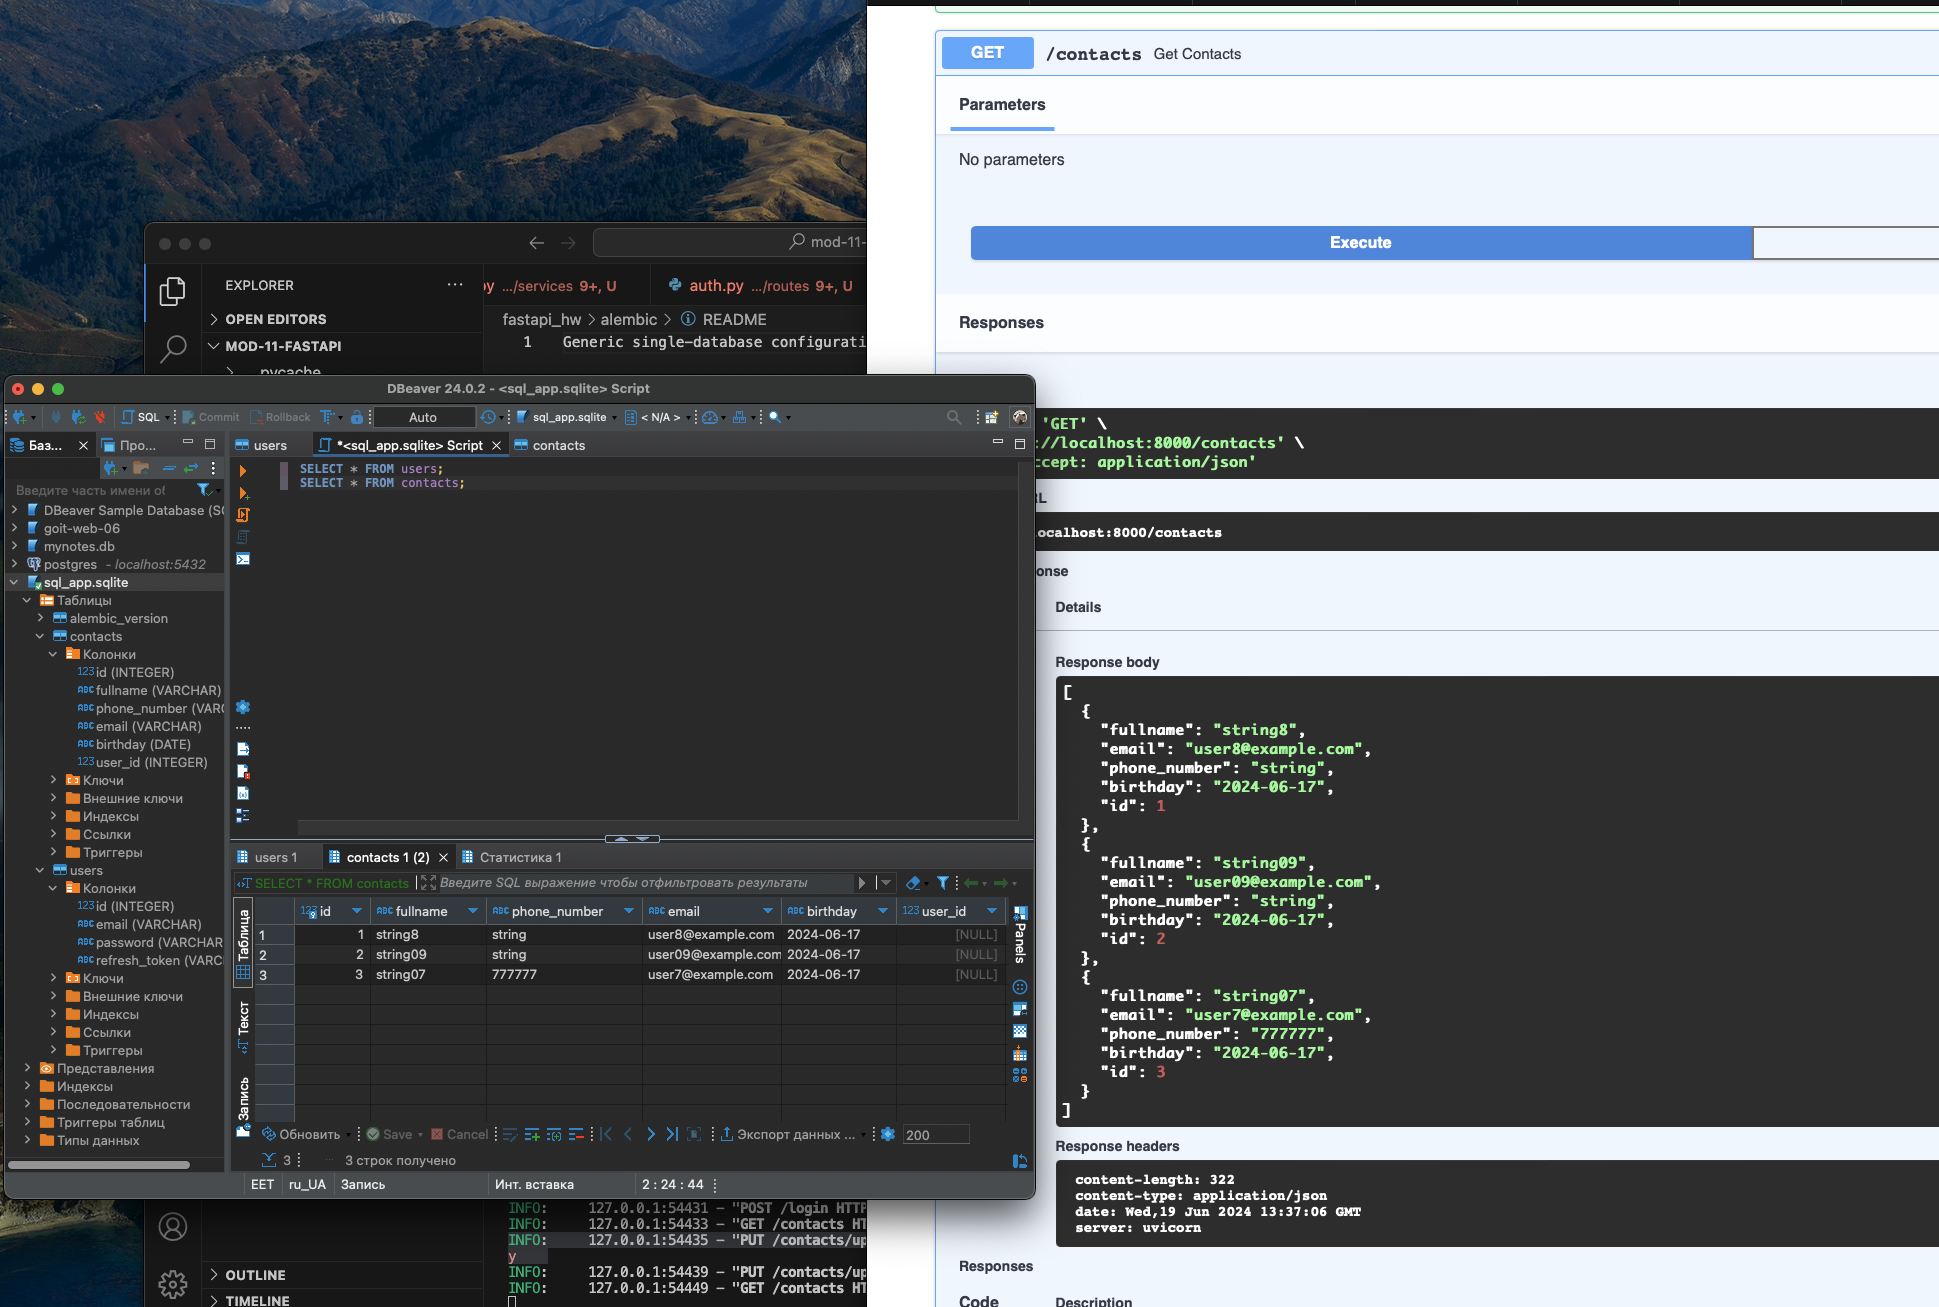 GET /contacts Get Contacts
Parameters
No parameters
Execute
Responses
'GET' \
://localhost:8000/contacts' \
ccept: application/json'
localhost:8000/contacts
Details
Response body
[
{
"fullname": "string8",
"email": "user8@example.com",
"phone_number": "string",
"birthday": "2024-06-17",
"id": 1
},
{
"fullname": "string09",
"email": "user09@example.com",
"phone_number": "string",
"birthday": "2024-06-17",
"id": 2
},
{
"fullname": "string07",
"email": "user7@example.com",
"phone_number": "777777",
"birthday": "2024-06-17",
"id": 3
}
]
Response headers
content-length: 322
content-type: application/json
date: Wed,19 Jun 2024 13:37:06 GMT
server: uvicorn
Responses
Code Description
mod-11-
EXPLORER ...
py .../services 9+, U
auth.py .../routes 9+, U
OPEN EDITORS
fastapi_hw > alembic > README
MOD-11-FASTAPI
1 Generic single-database configurati
pycache
DBeaver 24.0.2 - <sql_app.sqlite> Script
SQL Commit Rollback Auto sql_app.sqlite < N/A >
Баз... Про...
users *<sql_app.sqlite> Script contacts
Введите часть имени об
SELECT * FROM users;
SELECT * FROM contacts;
DBeaver Sample Database (SQ
goit-web-06
mynotes.db
postgres - localhost:5432
sql_app.sqlite
Таблицы
alembic_version
contacts
Колонки
123 id (INTEGER)
ABC fullname (VARCHAR)
ABC phone_number (VARC
ABC email (VARCHAR)
ABC birthday (DATE)
123 user_id (INTEGER)
Ключи
Внешние ключи
Индексы
Ссылки
Триггеры
users
Колонки
123 id (INTEGER)
ABC email (VARCHAR)
ABC password (VARCHAR
ABC refresh_token (VARC
Ключи
Внешние ключи
Индексы
Ссылки
Триггеры
Представления
Индексы
Последовательности
Триггеры таблиц
Типы данных
users 1 contacts 1 (2) Статистика 1
SELECT * FROM contacts Введите SQL выражение чтобы отфильтровать результаты
Таблица
Текст
Запись
Panels
123 id ABC fullname ABC phone_number ABC email ABC birthday 123 user_id
1 1 string8 string user8@example.com 2024-06-17 [NULL]
2 2 string09 string user09@example.com 2024-06-17 [NULL]
3 3 string07 777777 user7@example.com 2024-06-17 [NULL]
Обновить Save Cancel Экспорт данных ... 200
3 3 строк получено
EET ru_UA Запись Инт. вставка 2 : 24 : 44
INFO: 127.0.0.1:54431 - "POST /login HTTP
INFO: 127.0.0.1:54433 - "GET /contacts HT
INFO: 127.0.0.1:54435 - "PUT /contacts/up
y
INFO: 127.0.0.1:54439 - "PUT /contacts/up
INFO: 127.0.0.1:54449 - "GET /contacts HT
OUTLINE
TIMELINE